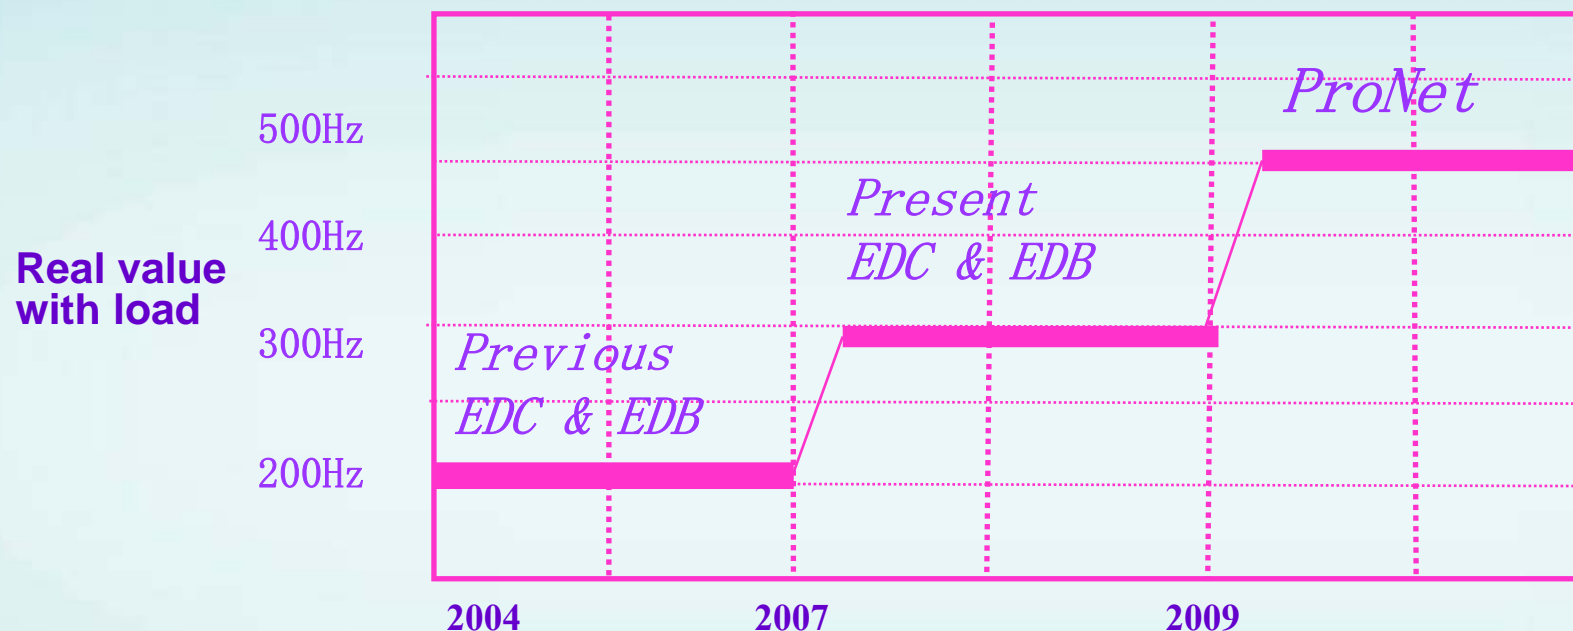 ProNet
500Hz
Present
400Hz
EDC & EDB
Real value
with load
300Hz
Previous
EDC & EDB
200Hz
2004
2007
2009